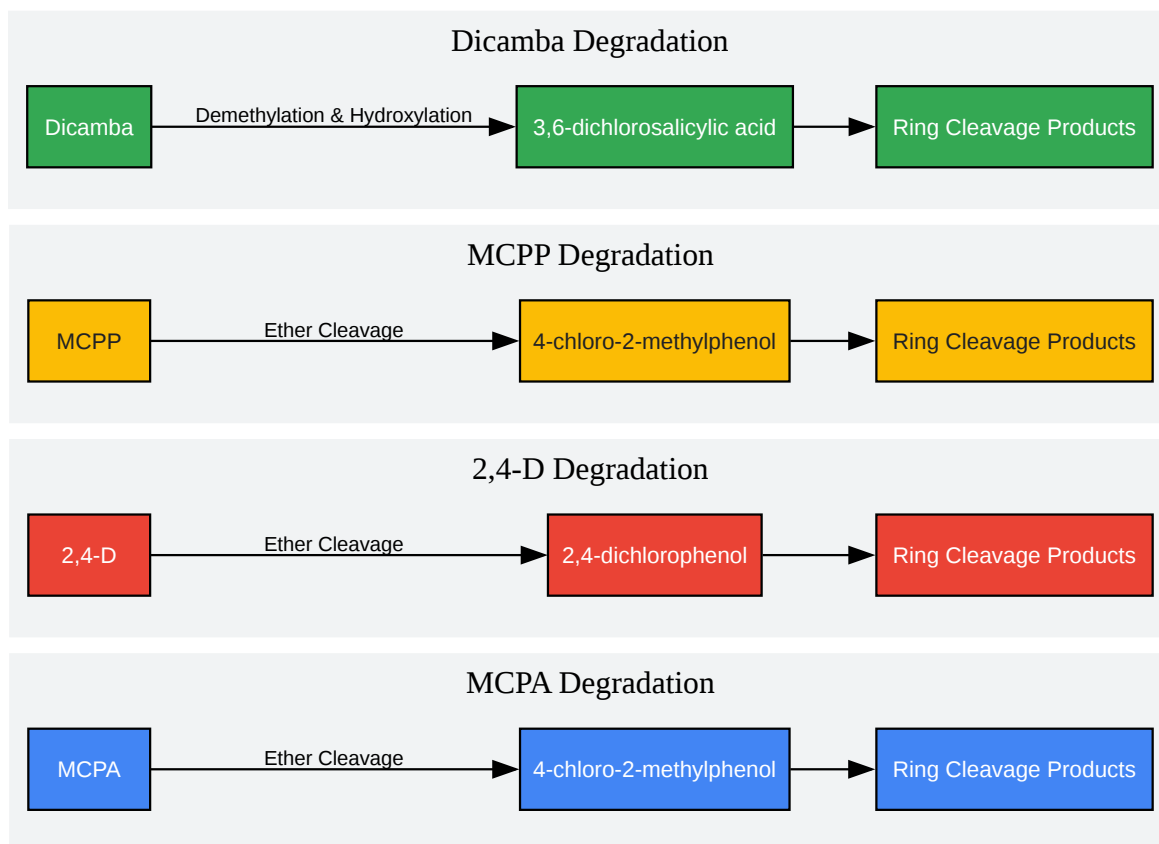 Dicamba Degradation
Dicamba
Demethylation & Hydroxylation
3,6-dichlorosalicylic acid
Ring Cleavage Products
MCPP Degradation
MCPP
Ether Cleavage
4-chloro-2-methylphenol
Ring Cleavage Products
2,4-D Degradation
2,4-D
Ether Cleavage
2,4-dichlorophenol
Ring Cleavage Products
MCPA Degradation
MCPA
Ether Cleavage
4-chloro-2-methylphenol
Ring Cleavage Products